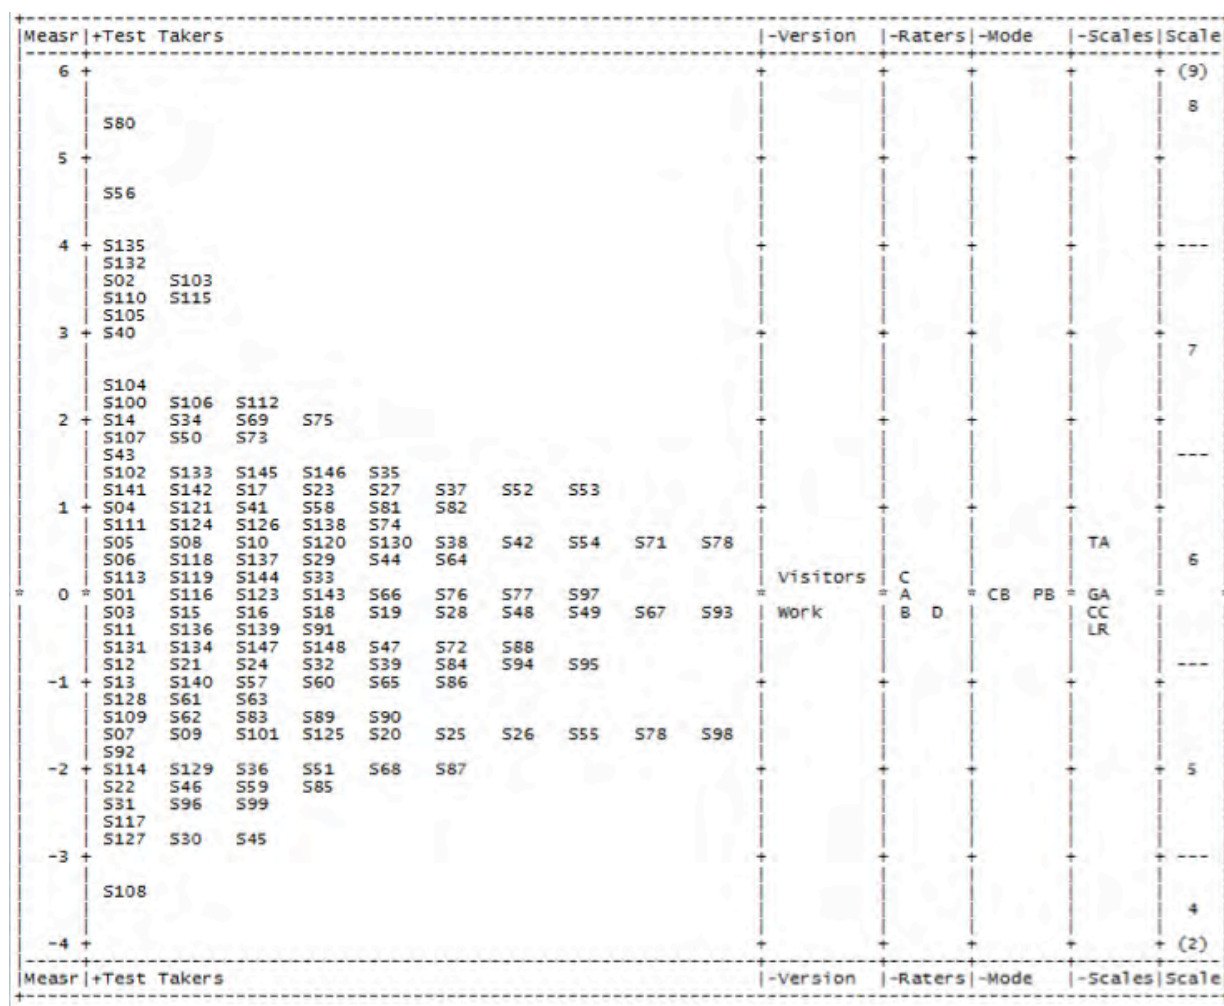 |Measr|+Test Takers |-Version |-Raters|-Mode |-Scales|Scale
6 + + + + + + (9)
8
S80
5 + + + + + +
S56
4 + S135 + + + + + ---
S132
S02 S103
S110 S115
S105
3 + S40 + + + + +
7
S104
S100 S106 S112
2 + S14 S34 S69 S75 + + + + +
S107 S50 S73
S43 ---
S102 S133 S145 S146 S35
S141 S142 S17 S23 S27 S37 S52 S53
1 + S04 S121 S41 S58 S81 S82 + + + + +
S111 S124 S126 S138 S74
S05 S08 S10 S120 S130 S38 S42 S54 S71 S78 TA
S06 S118 S137 S29 S44 S64 6
S113 S119 S144 S33 Visitors C
* 0 * S01 S116 S123 S143 S66 S76 S77 S97 * * A * CB PB * GA * *
S03 S15 S16 S18 S19 S28 S48 S49 S67 S93 Work B D CC
S11 S136 S139 S91 LR
S131 S134 S147 S148 S47 S72 S88
S12 S21 S24 S32 S39 S84 S94 S95 ---
-1 + S13 S140 S57 S60 S65 S86 + + + + +
S128 S61 S63
S109 S62 S83 S89 S90
S07 S09 S101 S125 S20 S25 S26 S55 S78 S98
S92
-2 + S114 S129 S36 S51 S68 S87 + + + + + 5
S22 S46 S59 S85
S31 S96 S99
S117
S127 S30 S45
-3 + + + + + + ---
S108
4
-4 + + + + + + (2)
|Measr|+Test Takers |-Version |-Raters|-Mode |-Scales|Scale